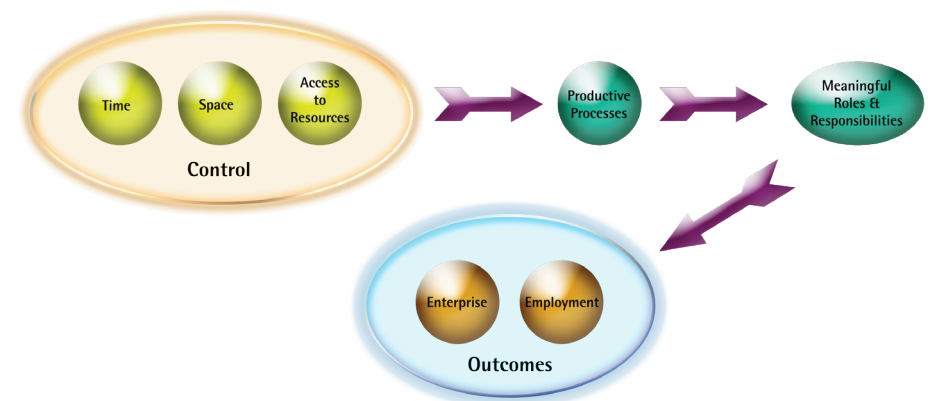 Time
Space
Access
to
Resources
Control
Productive
Processes
Meaningful
Roles &
Responsibilities
Enterprise
Employment
Outcomes